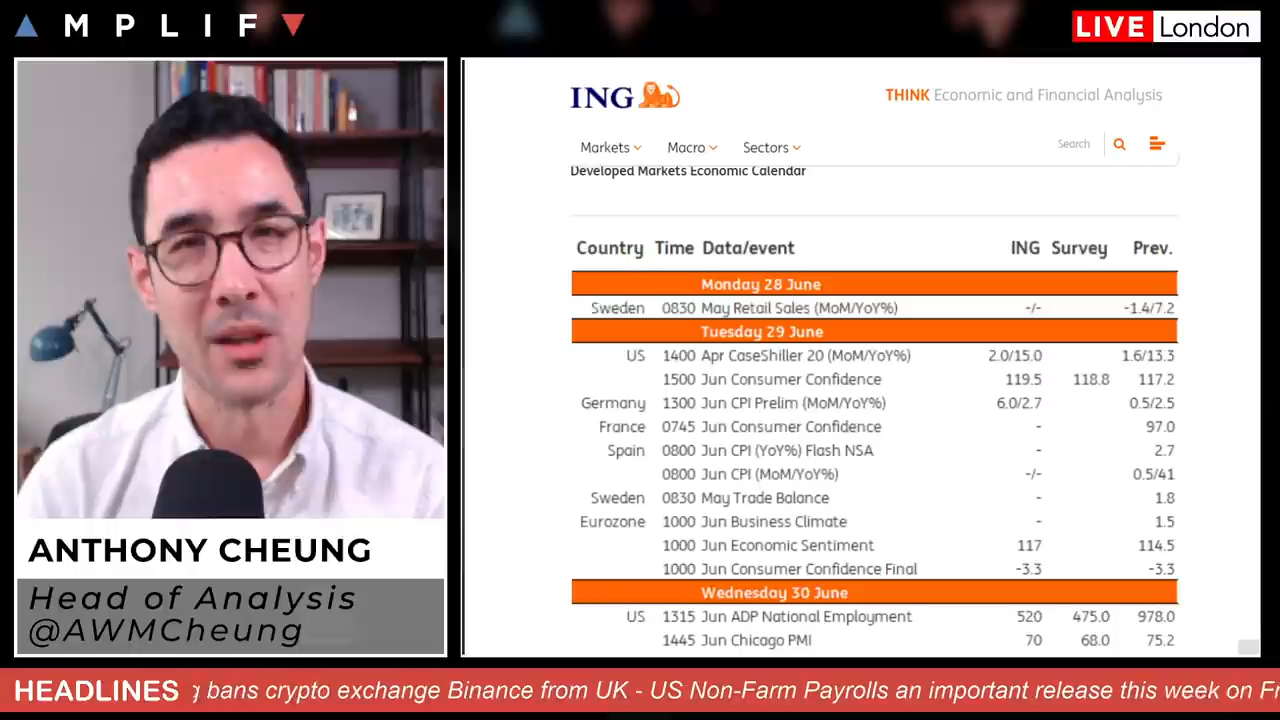 AMPLIFY
LIVE London
ING
THINK Economic and Financial Analysis
Markets
Macro
Sectors
Search
Developed Markets Economic Calendar
Country Time Data/event ING Survey Prev.
Monday 28 June
Sweden 0830 May Retail Sales (MoM/YoY%) -/- -1.4/7.2
Tuesday 29 June
US 1400 Apr CaseShiller 20 (MoM/YoY%) 2.0/15.0 1.6/13.3
1500 Jun Consumer Confidence 119.5 118.8 117.2
Germany 1300 Jun CPI Prelim (MoM/YoY%) 6.0/2.7 0.5/2.5
France 0745 Jun Consumer Confidence - 97.0
Spain 0800 Jun CPI (YoY%) Flash NSA - 2.7
0800 Jun CPI (MoM/YoY%) -/- 0.5/41
Sweden 0830 May Trade Balance - 1.8
Eurozone 1000 Jun Business Climate - 1.5
1000 Jun Economic Sentiment 117 114.5
1000 Jun Consumer Confidence Final -3.3 -3.3
Wednesday 30 June
US 1315 Jun ADP National Employment 520 475.0 978.0
1445 Jun Chicago PMI 70 68.0 75.2
ANTHONY CHEUNG
Head of Analysis
@AWMCheung
HEADLINES g bans crypto exchange Binance from UK - US Non-Farm Payrolls an important release this week on Fr